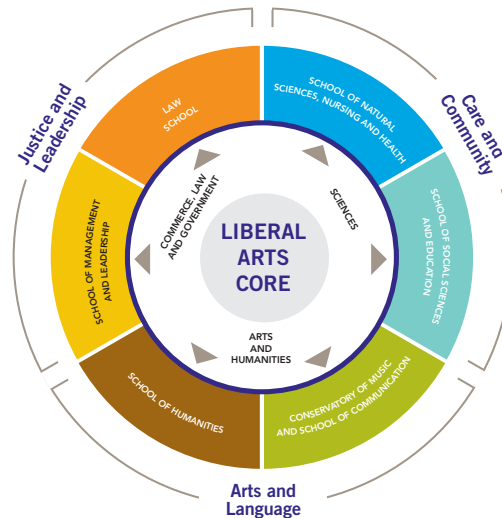 Justice and
Leadership
Care and
Community
LAW
SCHOOL
SCHOOL OF NATURAL
SCIENCES, NURSING AND HEALTH
SCHOOL OF MANAGEMENT
AND LEADERSHIP
SCHOOL OF SOCIAL SCIENCES
AND EDUCATION
COMMERCE, LAW
AND GOVERNMENT
SCIENCES
LIBERAL
ARTS
CORE
ARTS
AND
HUMANITIES
SCHOOL OF HUMANITIES
CONSERVATORY OF MUSIC
AND SCHOOL OF COMMUNICATION
Arts and
Language